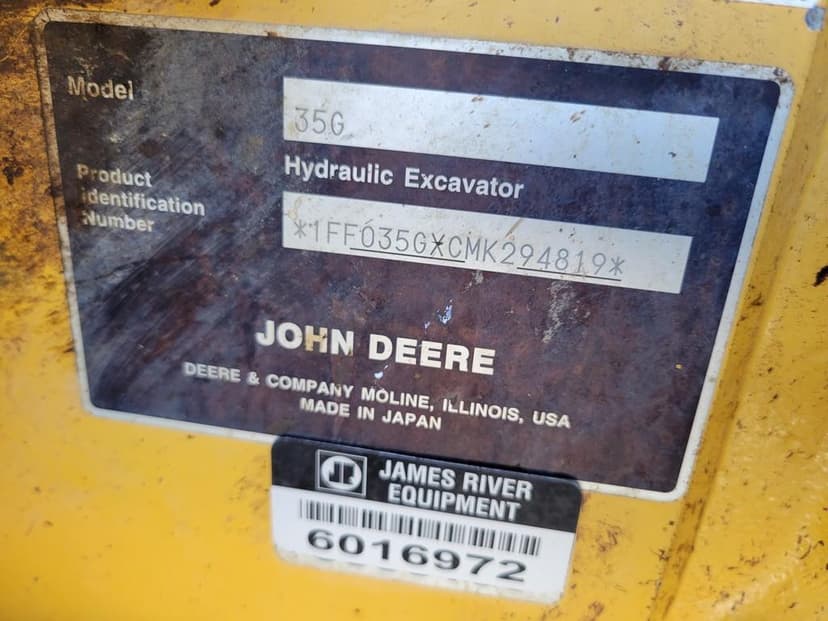 Model
35G
Hydraulic Excavator
Product
Identification
Number
*1FF035GXCMK294819*
JOHN DEERE
DEERE & COMPANY MOLINE, ILLINOIS, USA
MADE IN JAPAN
JR
JAMES RIVER
EQUIPMENT
6016972